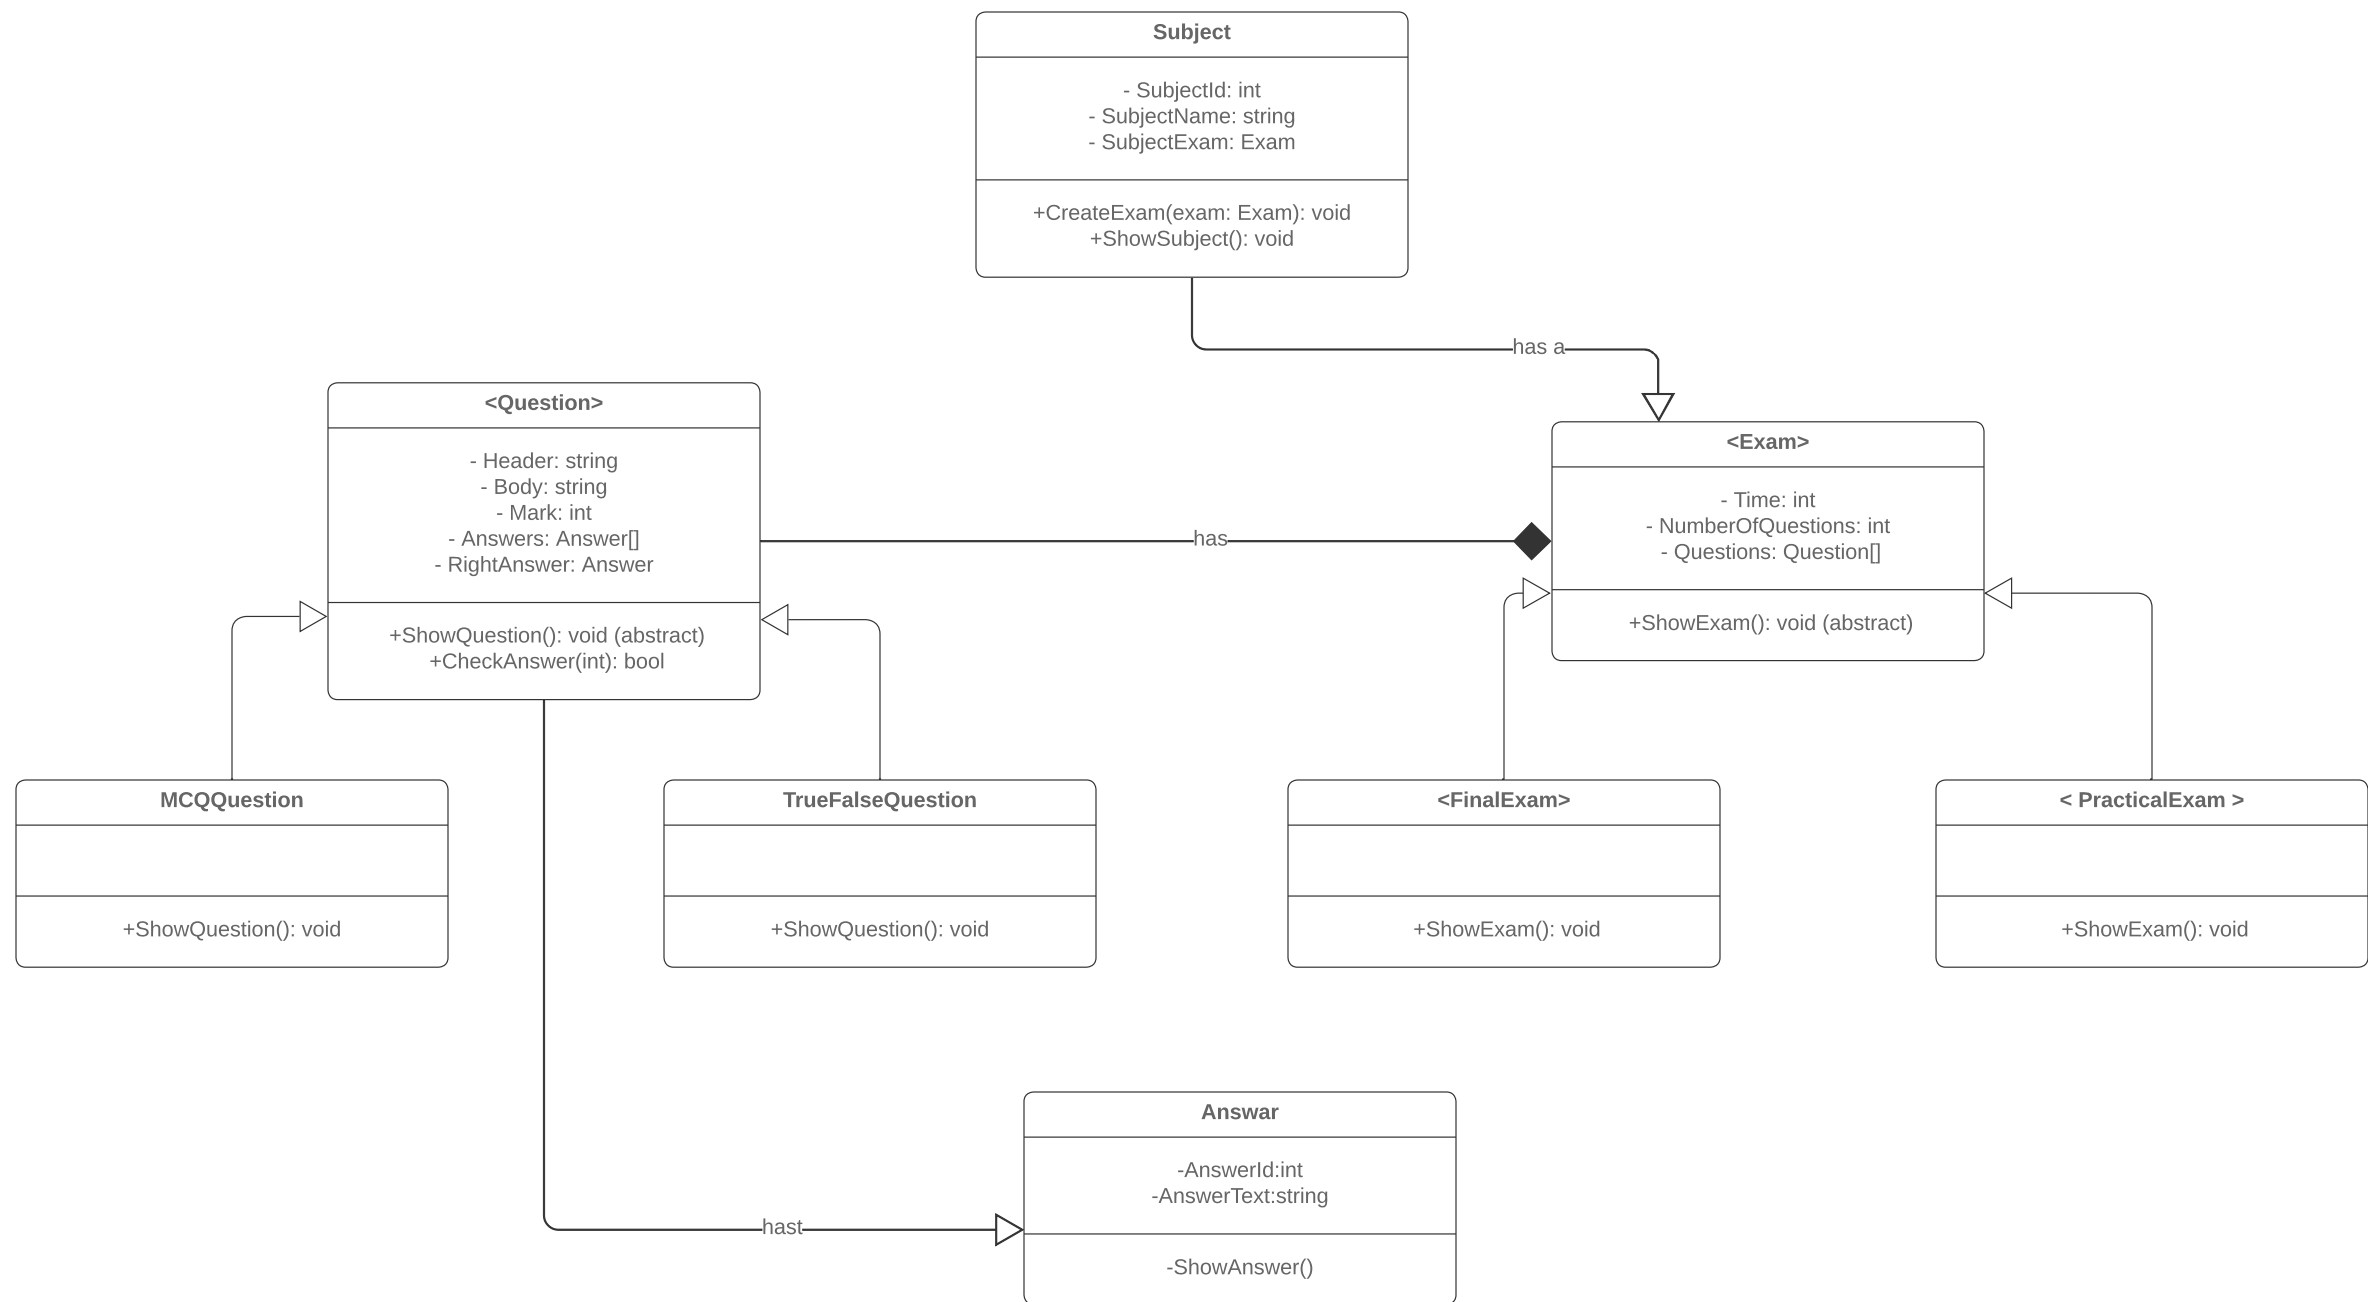 Subject
- SubjectId: int
- SubjectName: string
- SubjectExam: Exam
+CreateExam(exam: Exam): void
+ShowSubject(): void
has a
<Question>
- Header: string
- Body: string
- Mark: int
- Answers: Answer[]
- RightAnswer: Answer
+ShowQuestion(): void (abstract)
+CheckAnswer(int): bool
has
<Exam>
- Time: int
- NumberOfQuestions: int
- Questions: Question[]
+ShowExam(): void (abstract)
MCQQuestion
+ShowQuestion(): void
TrueFalseQuestion
+ShowQuestion(): void
<FinalExam>
+ShowExam(): void
< PracticalExam >
+ShowExam(): void
hast
Answar
-AnswerId:int
-AnswerText:string
-ShowAnswer()